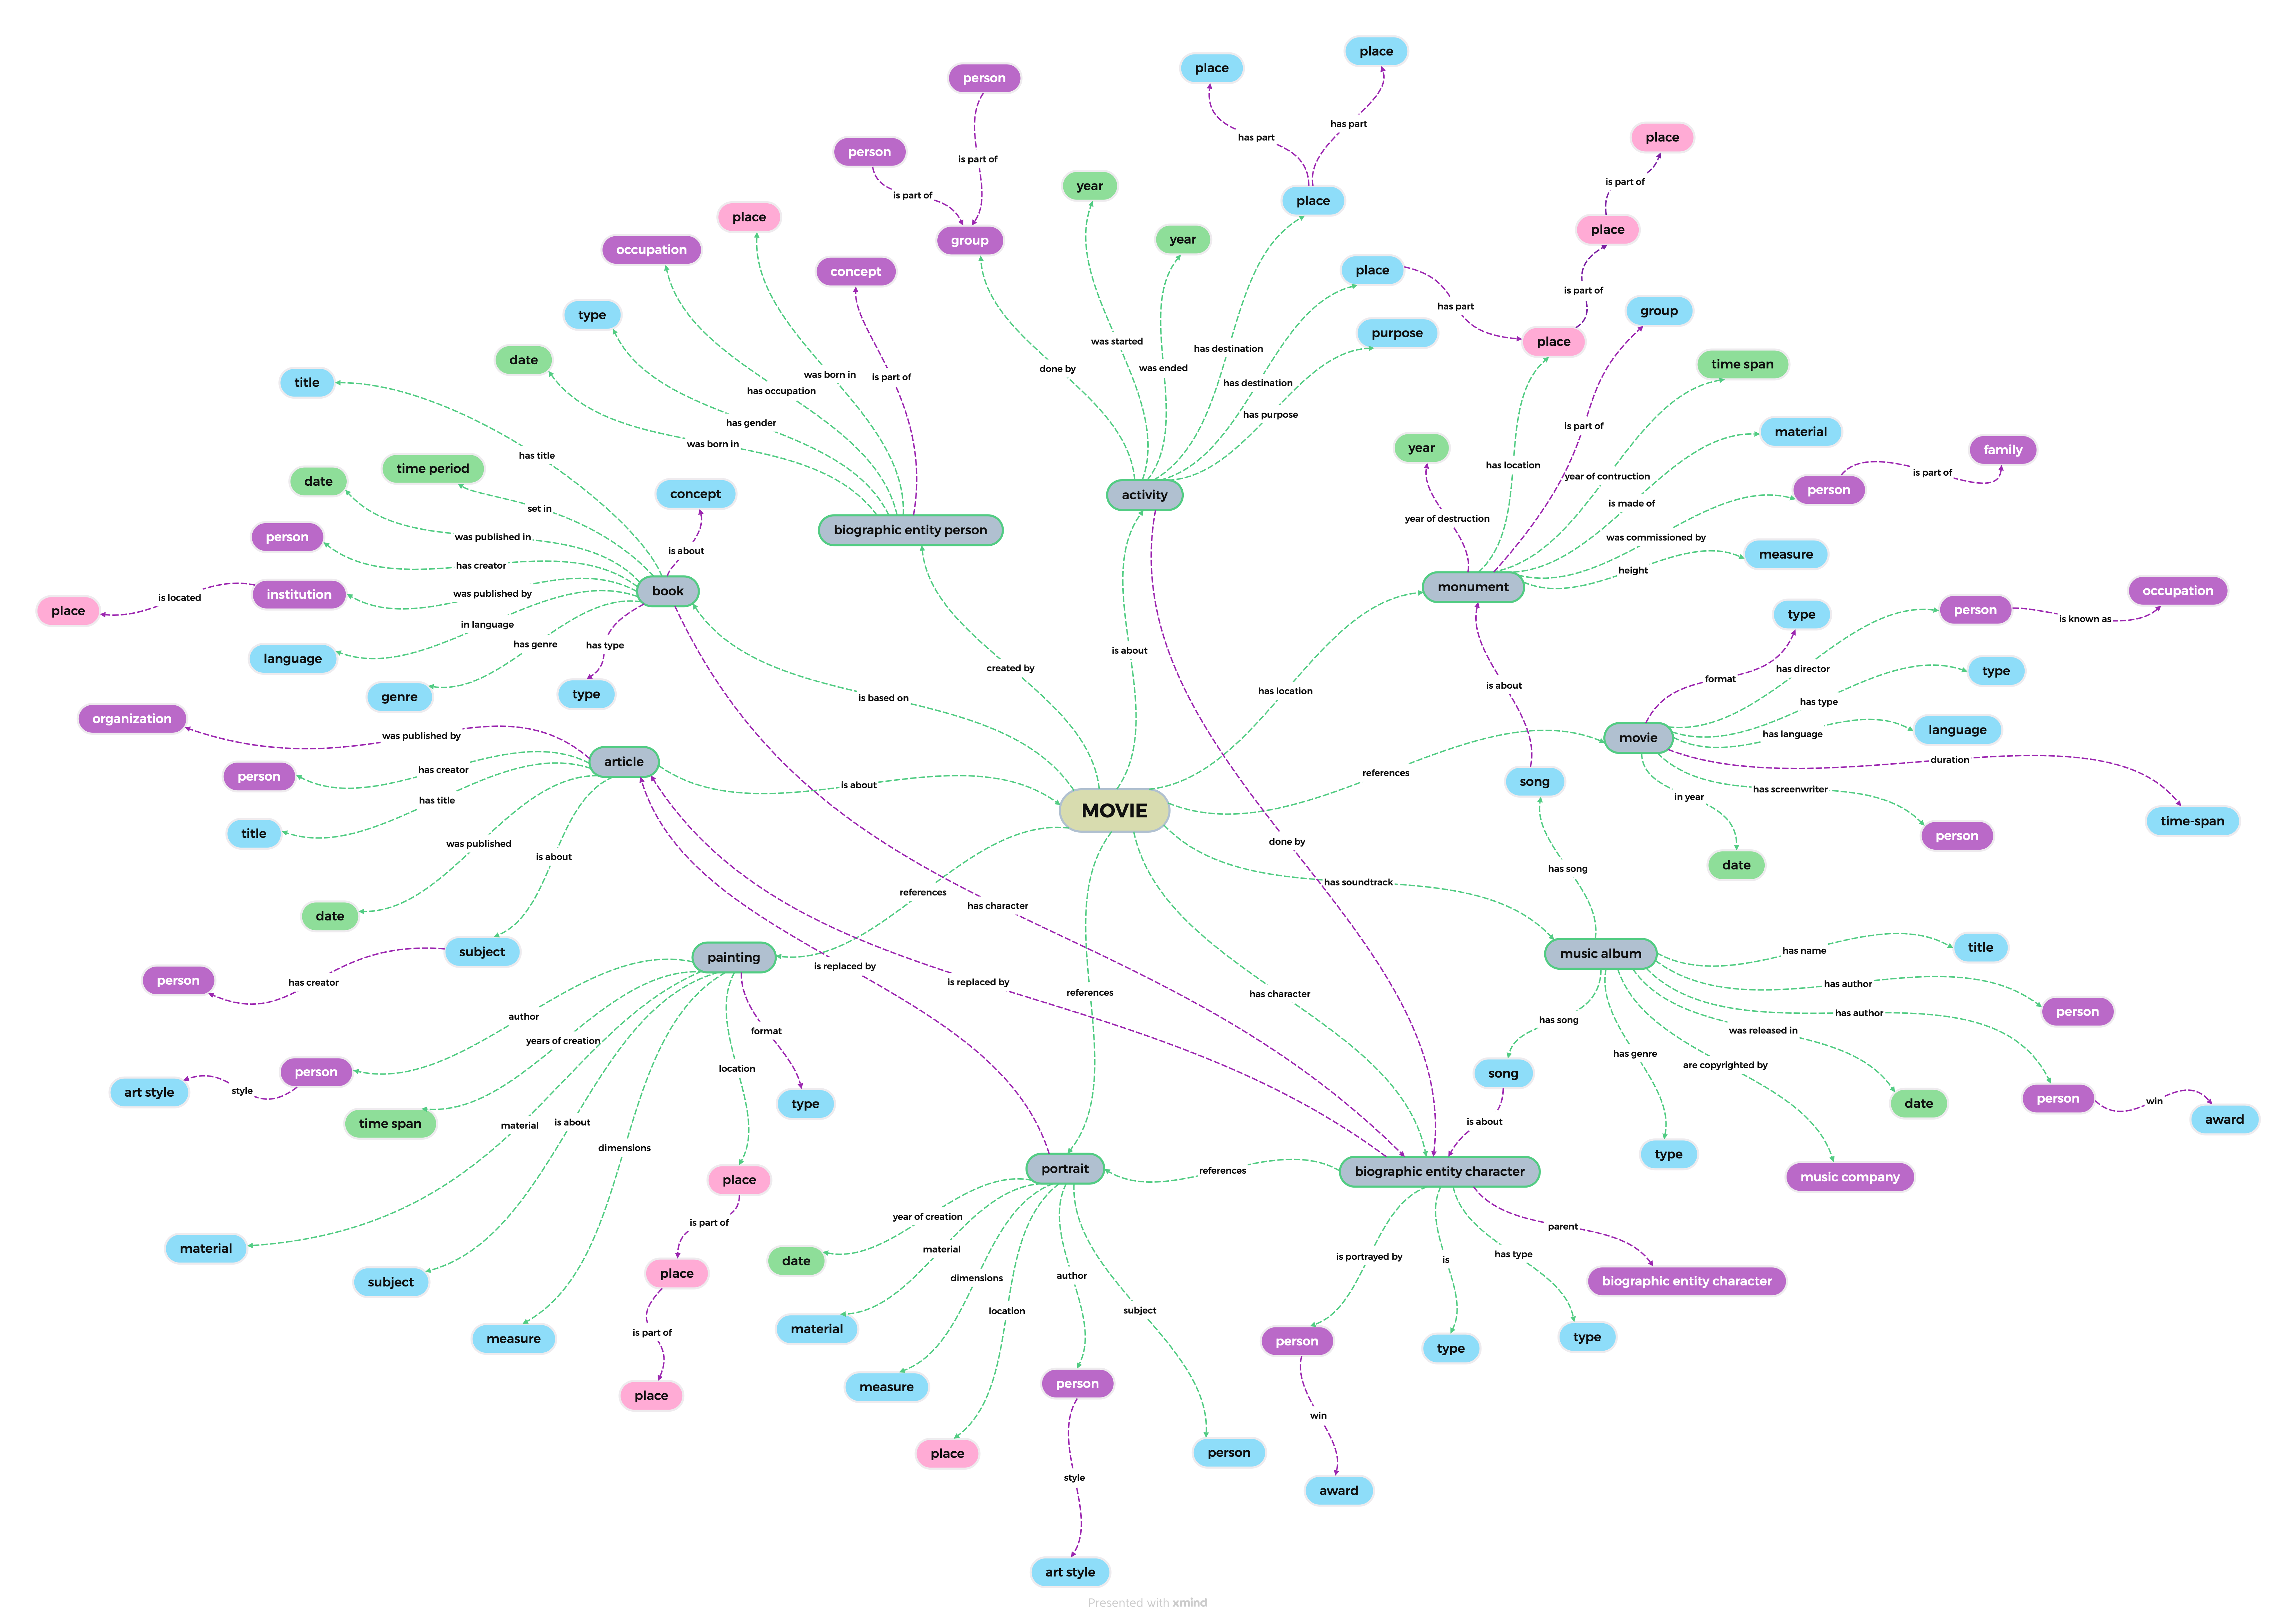 place
place
person
place
person
is part of
has part
has part
is part of
is part of
year
place
place
place
year
group
occupation
concept
place
has part
is part of
group
type
purpose
place
was started
has destination
date
time span
title
done by
was ended
was born in
is part of
has destination
has occupation
has purpose
has gender
is part of
material
was born in
year
family
has title
time period
has location
is part of
date
year of contruction
person
concept
activity
set in
is made of
year of destruction
biographic entity person
person
was published in
was commissioned by
is about
measure
has creator
height
monument
book
occupation
institution
was published by
is located
place
person
type
is known as
in language
has genre
has type
is about
language
created by
has director
type
genre
type
is about
format
has location
is based on
has type
organization
language
was published by
has language
movie
article
duration
has creator
person
references
song
is about
in year
has screenwriter
has title
MOVIE
time-span
title
person
was published
done by
is about
date
has song
has soundtrack
references
has character
date
title
subject
has name
music album
painting
is replaced by
person
has creator
is replaced by
has author
references
has character
person
author
has author
has song
format
was released in
years of creation
has genre
are copyrighted by
location
person
song
style
art style
person
win
type
date
award
time span
is about
material
is about
dimensions
type
portrait
references
biographic entity character
place
music company
year of creation
is part of
parent
material
has type
is portrayed by
is
date
place
author
dimensions
biographic entity character
subject
location
subject
material
material
is part of
type
measure
person
type
person
measure
place
win
place
person
style
award
art style
Presented with xmind